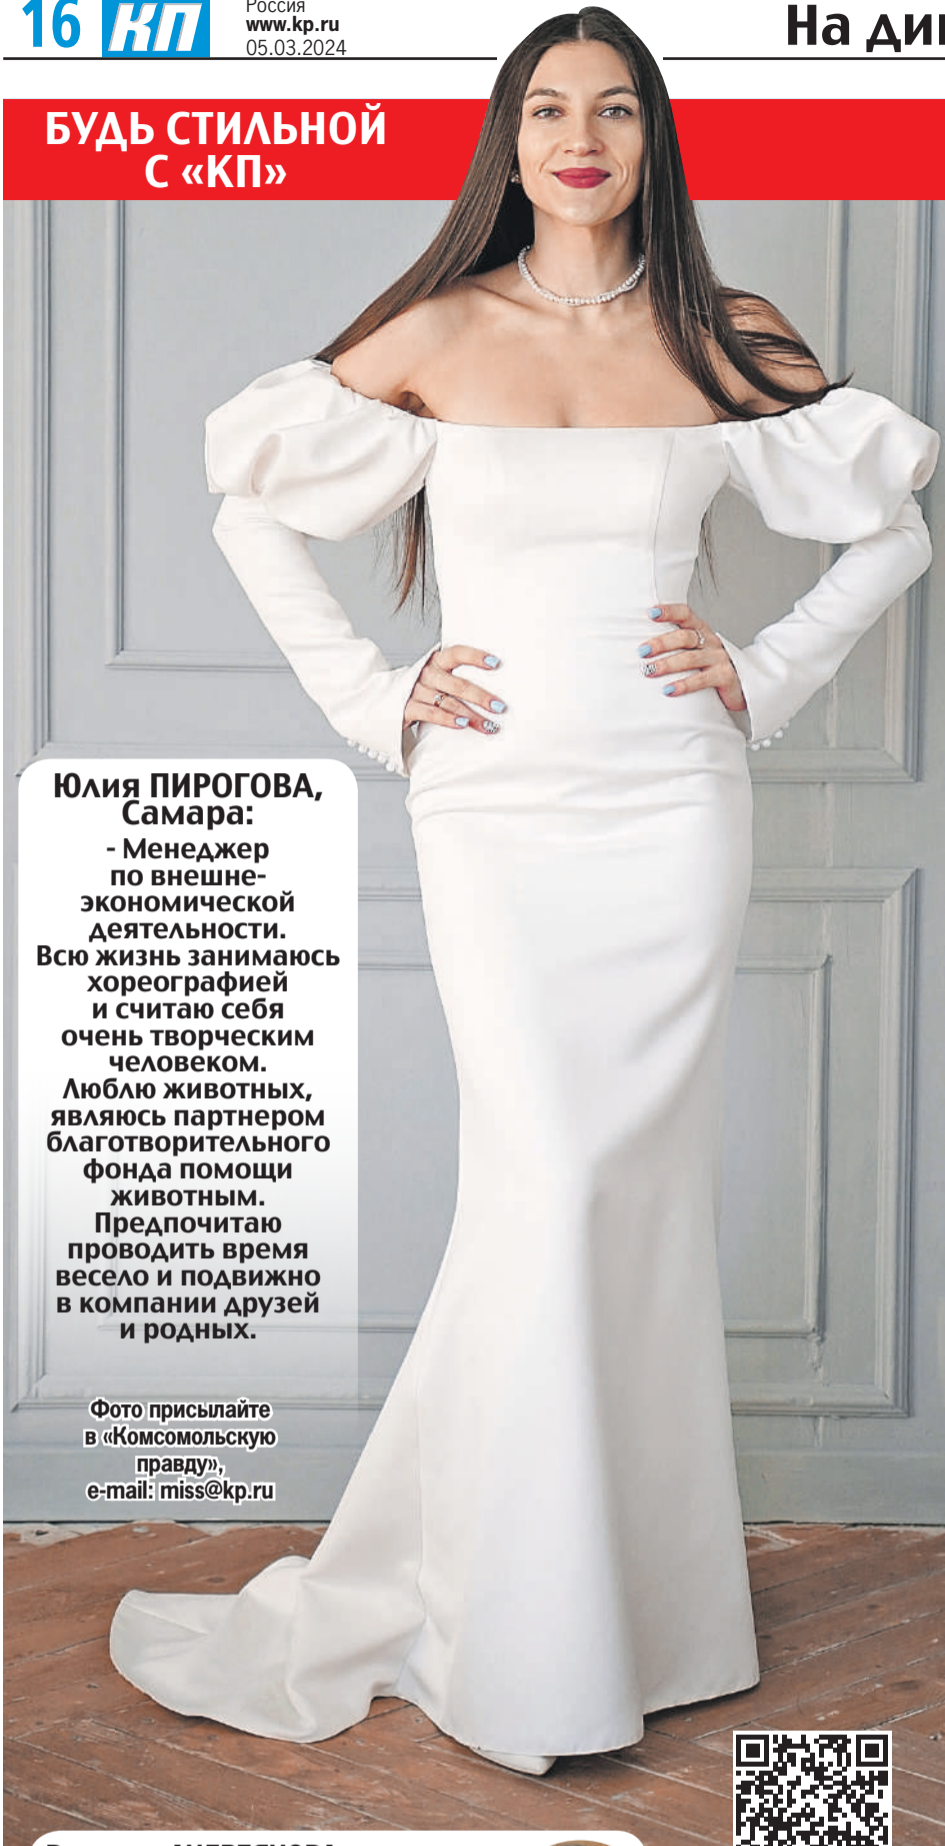 16 КП
Россия
www.kp.ru
05.03.2024
На
БУДЬ СТИЛЬНОЙ
С «КП»
Юлия ПИРОГОВА,
Самара:
- Менеджер
по внешне-
экономической
деятельности.
Всю жизнь занимаюсь
хореографией
и считаю себя
очень творческим
человеком.
Люблю животных,
являюсь партнером
благотворительного
фонда помощи
животным.
Предпочитаю
проводить время
весело и подвижно
в компании друзей
и родных.
Фото присылайте
в «Комсомольскую
правду»,
e-mail: miss@kp.ru